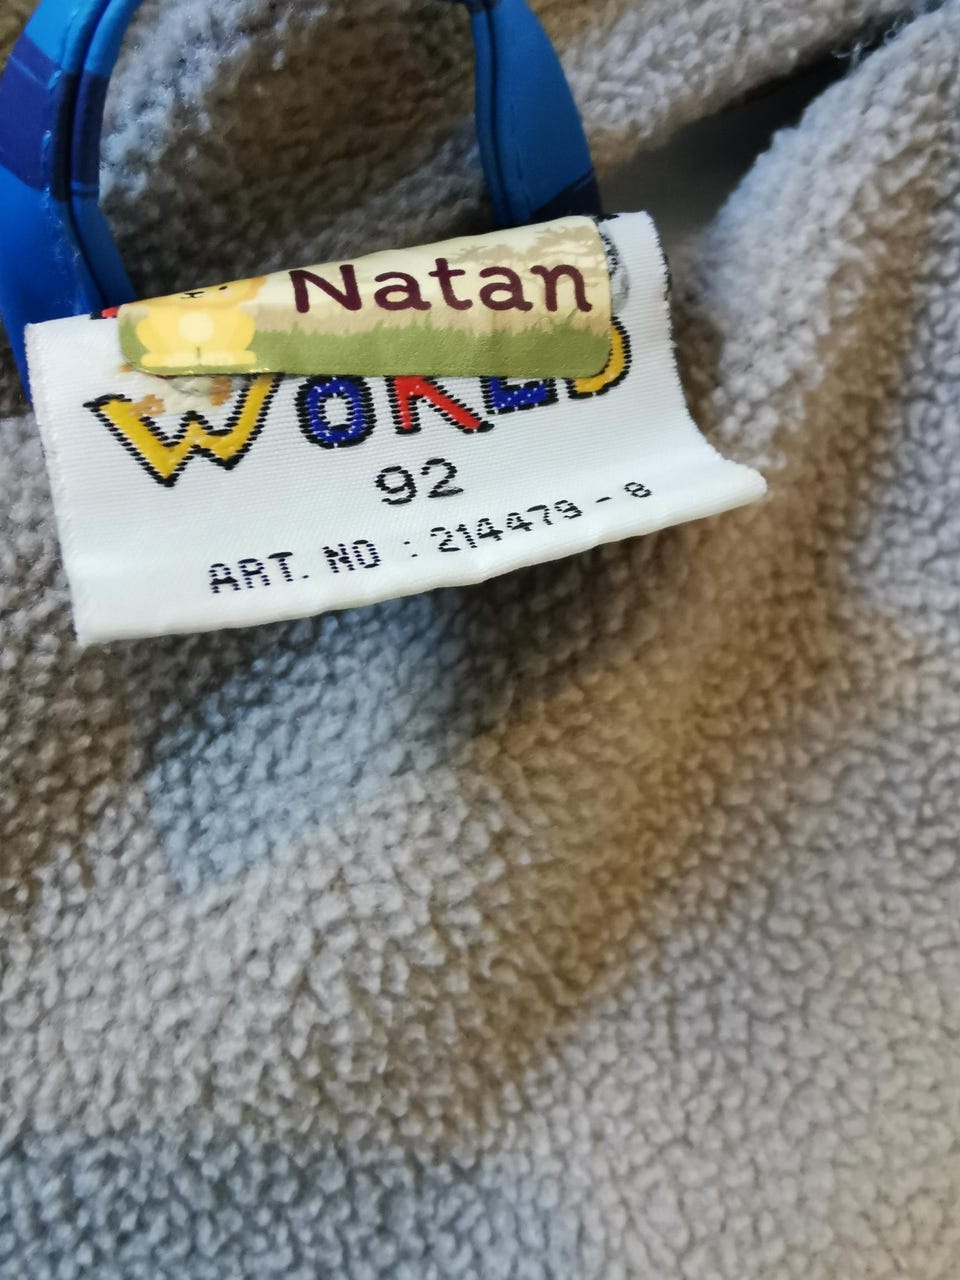 Natan
WORLD
92
ART. NO : 214479 - 8